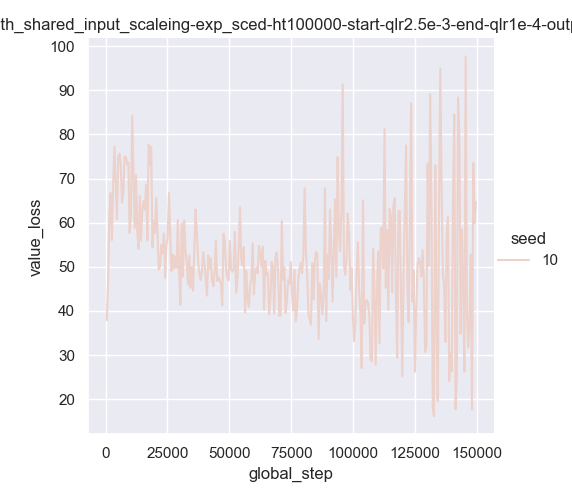 th_shared_input_scaleing-exp_sced-ht100000-start-qlr2.5e-3-end-qlr1e-4-outp
100
90
80
70
60
50
40
30
20
value_loss
0 25000 50000 75000 100000 125000 150000
global_step
seed
10